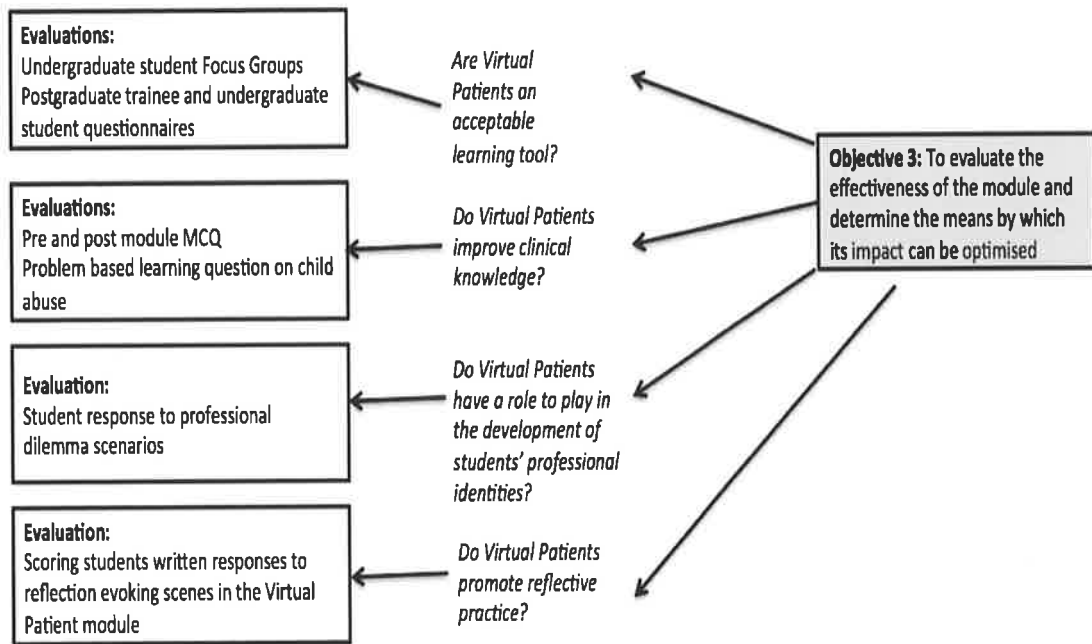 Evaluations:
Undergraduate student Focus Groups
Postgraduate trainee and undergraduate
student questionnaires
Are Virtual
Patients an
acceptable
learning tool?
Objective 3: To evaluate the
effectiveness of the module and
determine the means by which
its impact can be optimised
Evaluations:
Pre and post module MCQ
Problem based learning question on child
abuse
Do Virtual Patients
improve clinical
knowledge?
Evaluation:
Student response to professional
dilemma scenarios
Do Virtual Patients
have a role to play in
the development of
students' professional
identities?
Evaluation:
Scoring students written responses to
reflection evoking scenes in the Virtual
Patient module
Do Virtual Patients
promote reflective
practice?